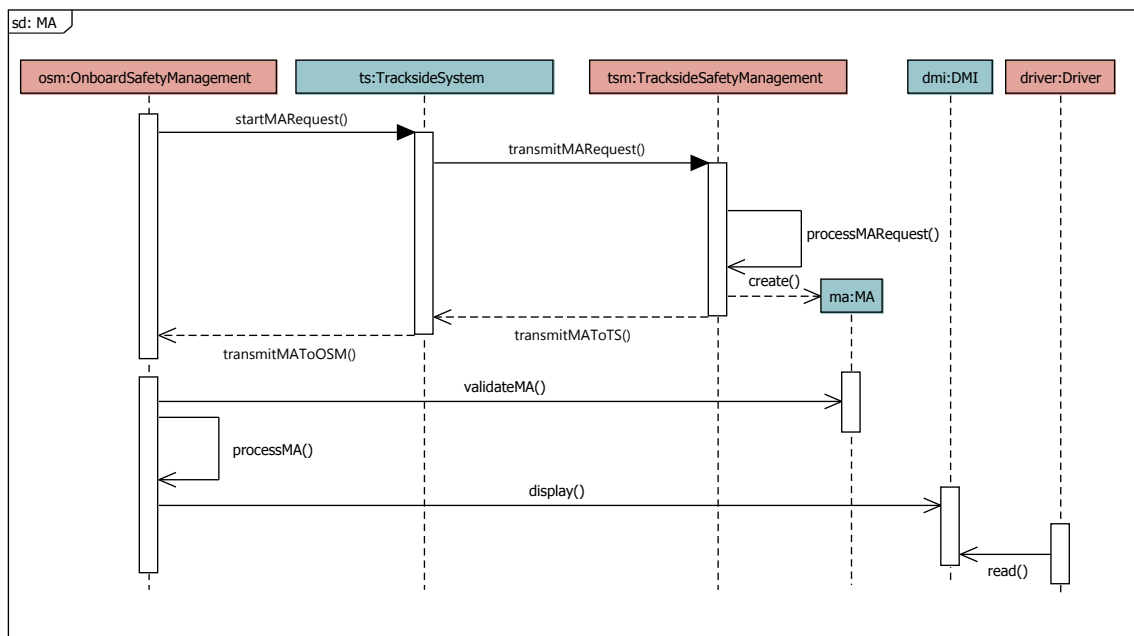 sd: MA
osm:OnboardSafetyManagement
ts:TracksideSystem
tsm:TracksideSafetyManagement
dmi:DMI
driver:Driver
startMARequest()
transmitMARequest()
processMARequest()
create()
ma:MA
transmitMAToTS()
transmitMAToOSM()
validateMA()
processMA()
display()
read()